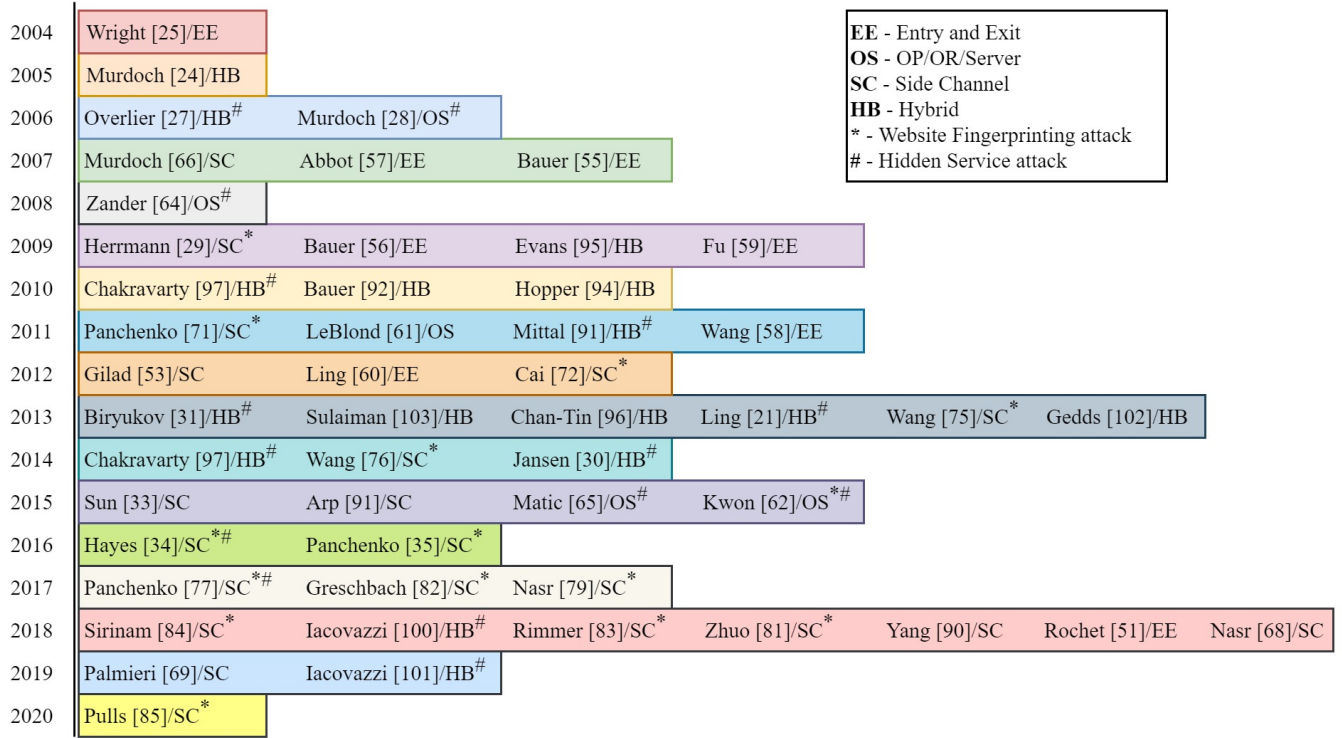 2004 Wright [25]/EE
2005 Murdoch [24]/HB
2006 Overlier [27]/HB# Murdoch [28]/OS#
2007 Murdoch [66]/SC Abbot [57]/EE Bauer [55]/EE
2008 Zander [64]/OS#
2009 Herrmann [29]/SC* Bauer [56]/EE Evans [95]/HB Fu [59]/EE
2010 Chakravarty [97]/HB# Bauer [92]/HB Hopper [94]/HB
2011 Panchenko [71]/SC* LeBlond [61]/OS Mittal [91]/HB# Wang [58]/EE
2012 Gilad [53]/SC Ling [60]/EE Cai [72]/SC*
2013 Biryukov [31]/HB# Sulaiman [103]/HB Chan-Tin [96]/HB Ling [21]/HB# Wang [75]/SC* Gedds [102]/HB
2014 Chakravarty [97]/HB# Wang [76]/SC* Jansen [30]/HB#
2015 Sun [33]/SC Arp [91]/SC Matic [65]/OS# Kwon [62]/OS*#
2016 Hayes [34]/SC*# Panchenko [35]/SC*
2017 Panchenko [77]/SC*# Greschbach [82]/SC* Nasr [79]/SC*
2018 Sirinam [84]/SC* Iacovazzi [100]/HB# Rimmer [83]/SC* Zhuo [81]/SC* Yang [90]/SC Rochet [51]/EE Nasr [68]/SC
2019 Palmieri [69]/SC Iacovazzi [101]/HB#
2020 Pulls [85]/SC*
EE - Entry and Exit
OS - OP/OR/Server
SC - Side Channel
HB - Hybrid
* - Website Fingerprinting attack
# - Hidden Service attack